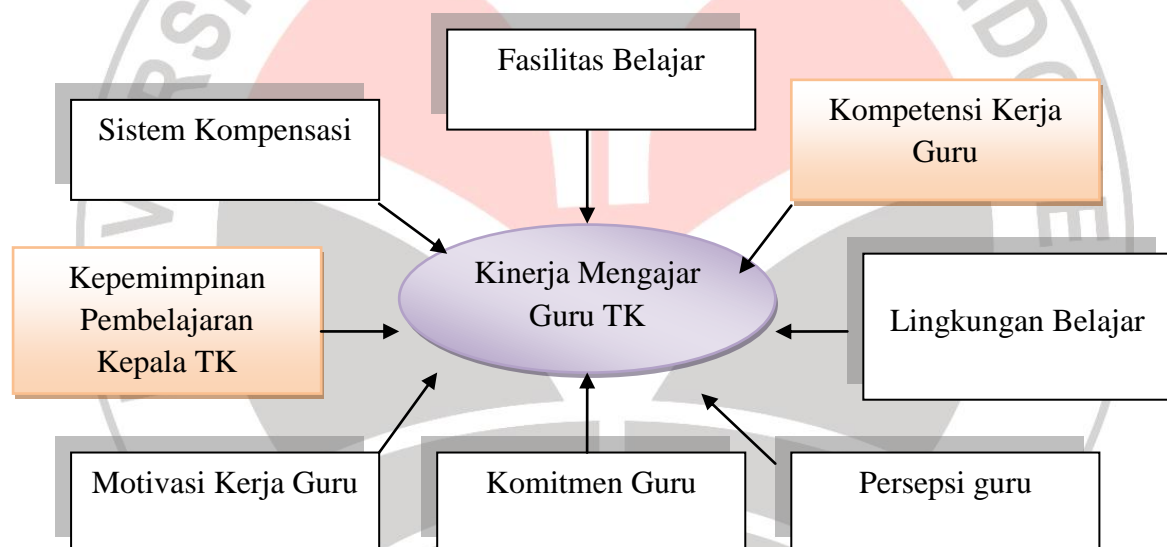 Fasilitas Belajar
Sistem Kompensasi
Kompetensi Kerja
Guru
Kinerja Mengajar
Guru TK
Kepemimpinan
Pembelajaran
Kepala TK
Lingkungan Belajar
Motivasi Kerja Guru
Komitmen Guru
Persepsi guru